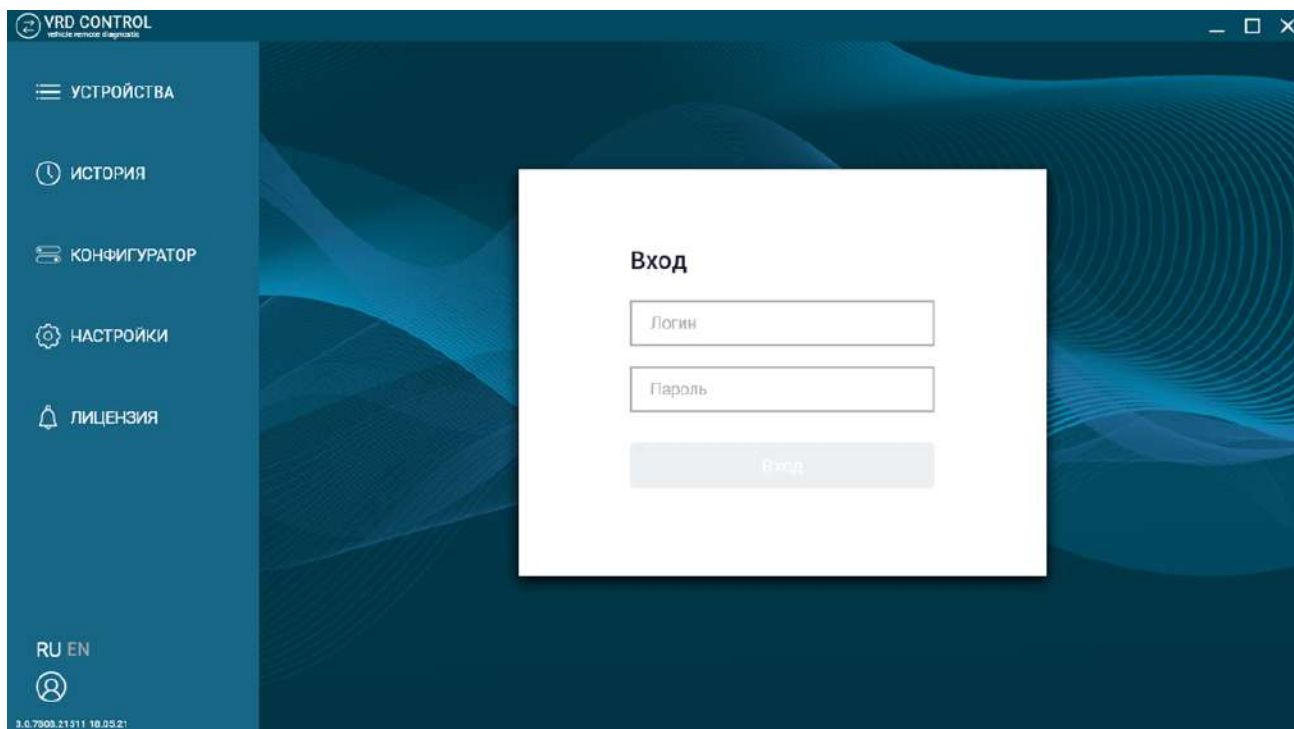 VRD CONTROL
vehicle remote diagnostic
УСТРОЙСТВА
ИСТОРИЯ
КОНФИГУРАТОР
НАСТРОЙКИ
ЛИЦЕНЗИЯ
Вход
Логин
Пароль
Вход
RU EN